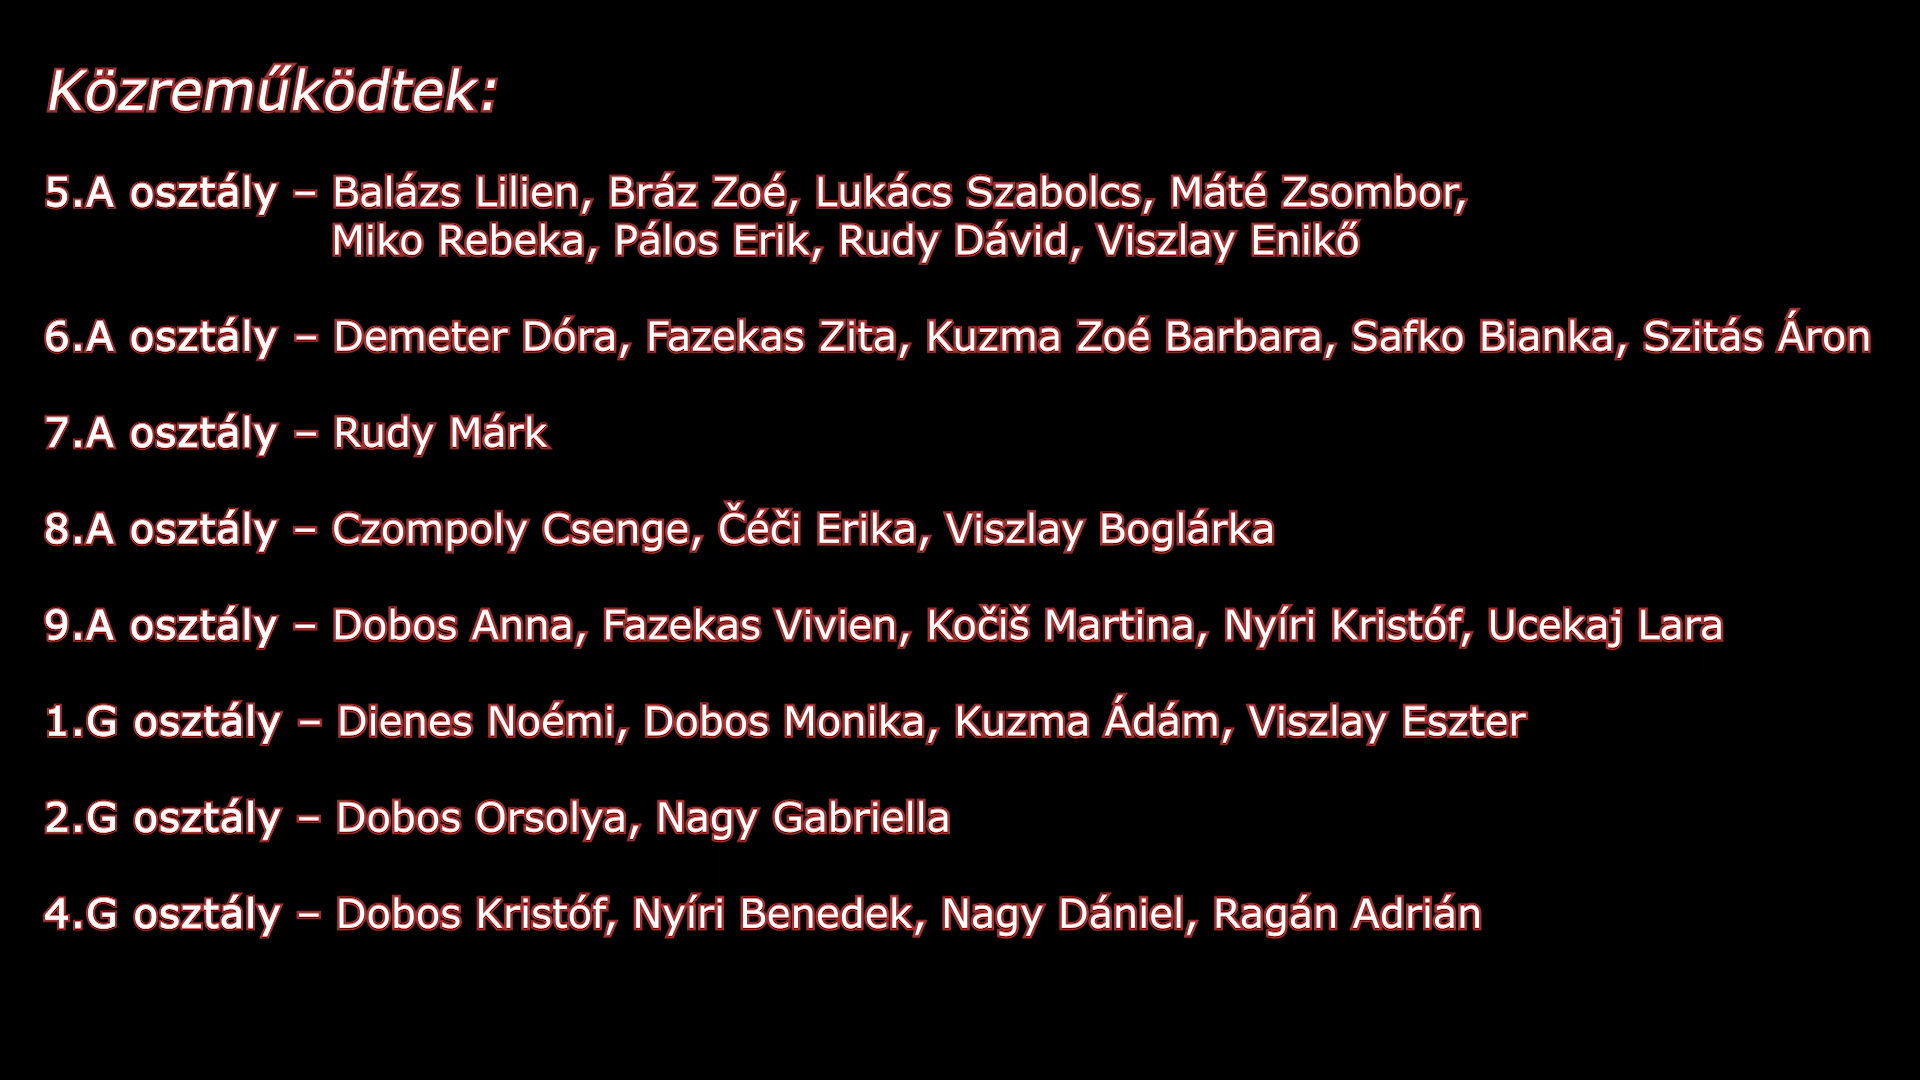 Közreműködtek:
5.A osztály – Balázs Lilien, Bráz Zoé, Lukács Szabolcs, Máté Zsombor,
Miko Rebeka, Pálos Erik, Rudy Dávid, Viszlay Enikő
6.A osztály – Demeter Dóra, Fazekas Zita, Kuzma Zoé Barbara, Safko Bianka, Szitás Áron
7.A osztály – Rudy Márk
8.A osztály – Czompoly Csenge, Čéči Erika, Viszlay Boglárka
9.A osztály – Dobos Anna, Fazekas Vivien, Kočiš Martina, Nyíri Kristóf, Ucekaj Lara
1.G osztály – Dienes Noémi, Dobos Monika, Kuzma Ádám, Viszlay Eszter
2.G osztály – Dobos Orsolya, Nagy Gabriella
4.G osztály – Dobos Kristóf, Nyíri Benedek, Nagy Dániel, Ragán Adrián